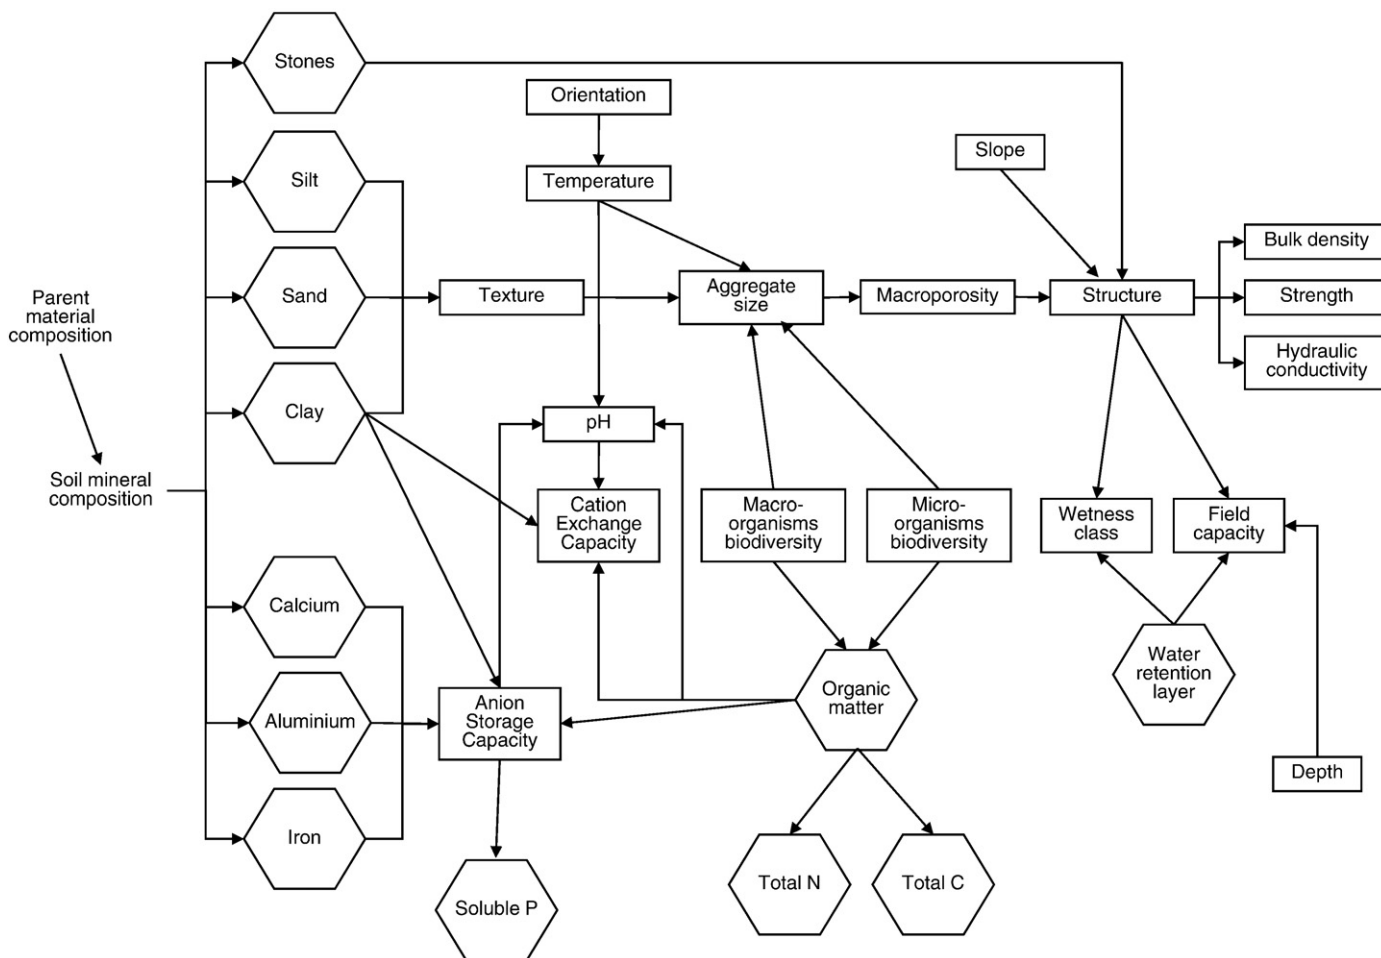 Stones
Orientation
Slope
Silt
Temperature
Bulk density
Parent
material
composition
Sand
Texture
Aggregate
size
Macroporosity
Structure
Strength
Hydraulic
conductivity
Clay
pH
Soil mineral
composition
Cation
Exchange
Capacity
Macro-
organisms
biodiversity
Micro-
organisms
biodiversity
Wetness
class
Field
capacity
Calcium
Water
retention
layer
Aluminium
Anion
Storage
Capacity
Organic
matter
Depth
Iron
Soluble P
Total N
Total C